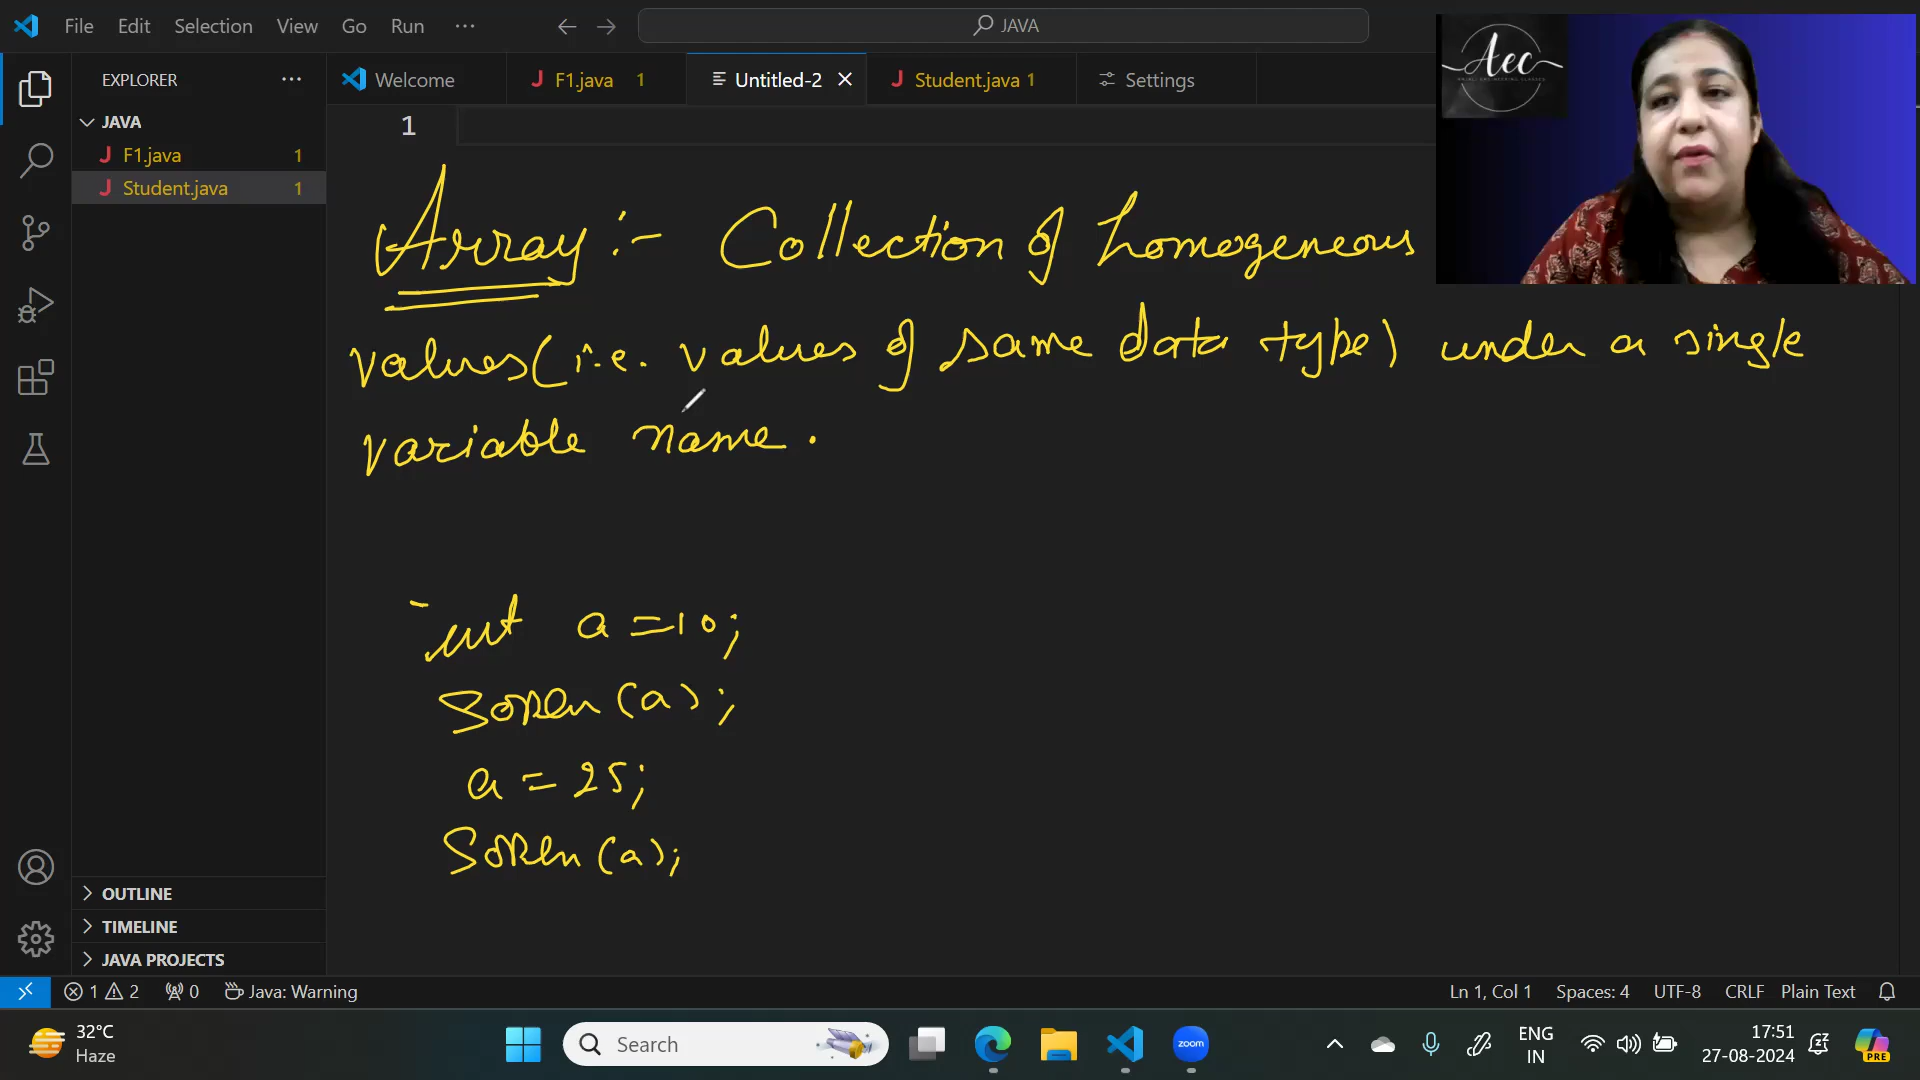 File Edit Selection View Go Run ··· JAVA
EXPLORER ···
Welcome F1.java 1 Untitled-2 Student.java 1 Settings
JAVA
F1.java 1
Student.java 1
1
Aec
Array :- Collection of homogeneous
values (i.e. values of same data type) under a single
variable name.
int a = 10;
Sopln (a);
a = 25;
Sopln (a);
OUTLINE
TIMELINE
JAVA PROJECTS
1 2 0 Java: Warning Ln 1, Col 1 Spaces: 4 UTF-8 CRLF Plain Text
32°C
Haze
Search
zoom
ENG
IN
17:51
27-08-2024
PRE